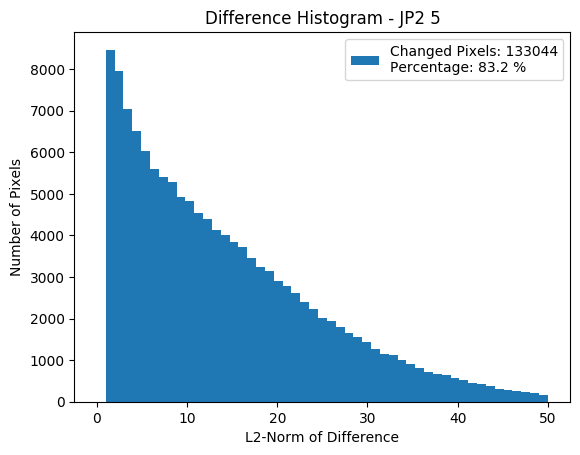 Difference Histogram - JP2 5
Changed Pixels: 133044
Percentage: 83.2 %
Number of Pixels
8000
7000
6000
5000
4000
3000
2000
1000
0
0 10 20 30 40 50
L2-Norm of Difference